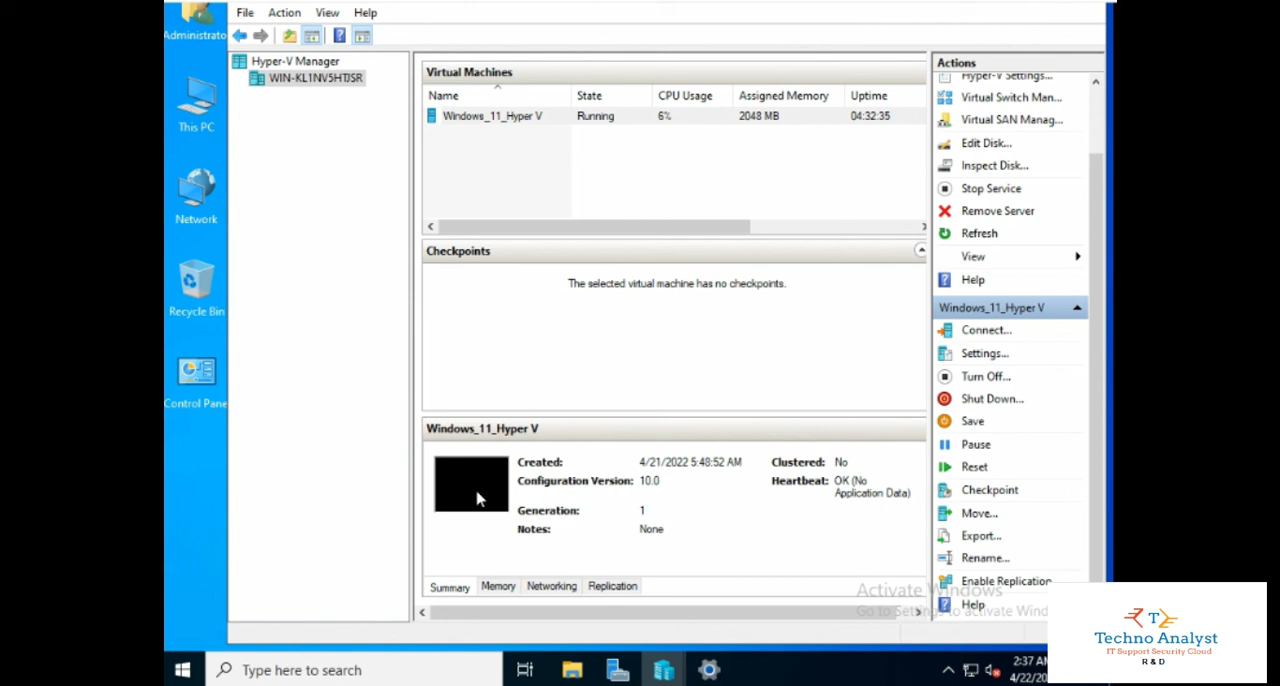 File Action View Help
Administrato
This PC
Network
Recycle Bin
Control Pane
Hyper-V Manager
WIN-KL1NV5HTJSR
Virtual Machines
Name State CPU Usage Assigned Memory Uptime
Windows_11_Hyper V Running 6% 2048 MB 04:32:35
Checkpoints
The selected virtual machine has no checkpoints.
Windows_11_Hyper V
Created: 4/21/2022 5:48:52 AM Clustered: No
Configuration Version: 10.0 Heartbeat: OK (No
Application Data)
Generation: 1
Notes: None
Summary Memory Networking Replication
Actions
Hyper-V Settings...
Virtual Switch Man...
Virtual SAN Manag...
Edit Disk...
Inspect Disk...
Stop Service
Remove Server
Refresh
View
Help
Windows_11_Hyper V
Connect...
Settings...
Turn Off...
Shut Down...
Save
Pause
Reset
Checkpoint
Move...
Export...
Rename...
Enable Replication
Help
Activate Windows
Go to Settings to activate Wind
Type here to search
2:37 AM
4/22/20
T
Techno Analyst
IT Support Security Cloud
R & D